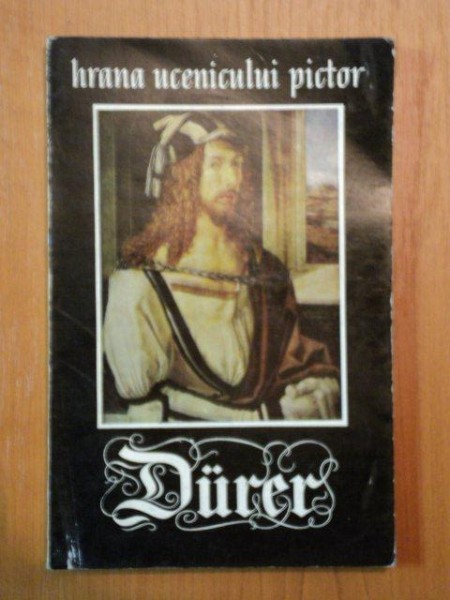 hrana ucenicului pictor
Dürer